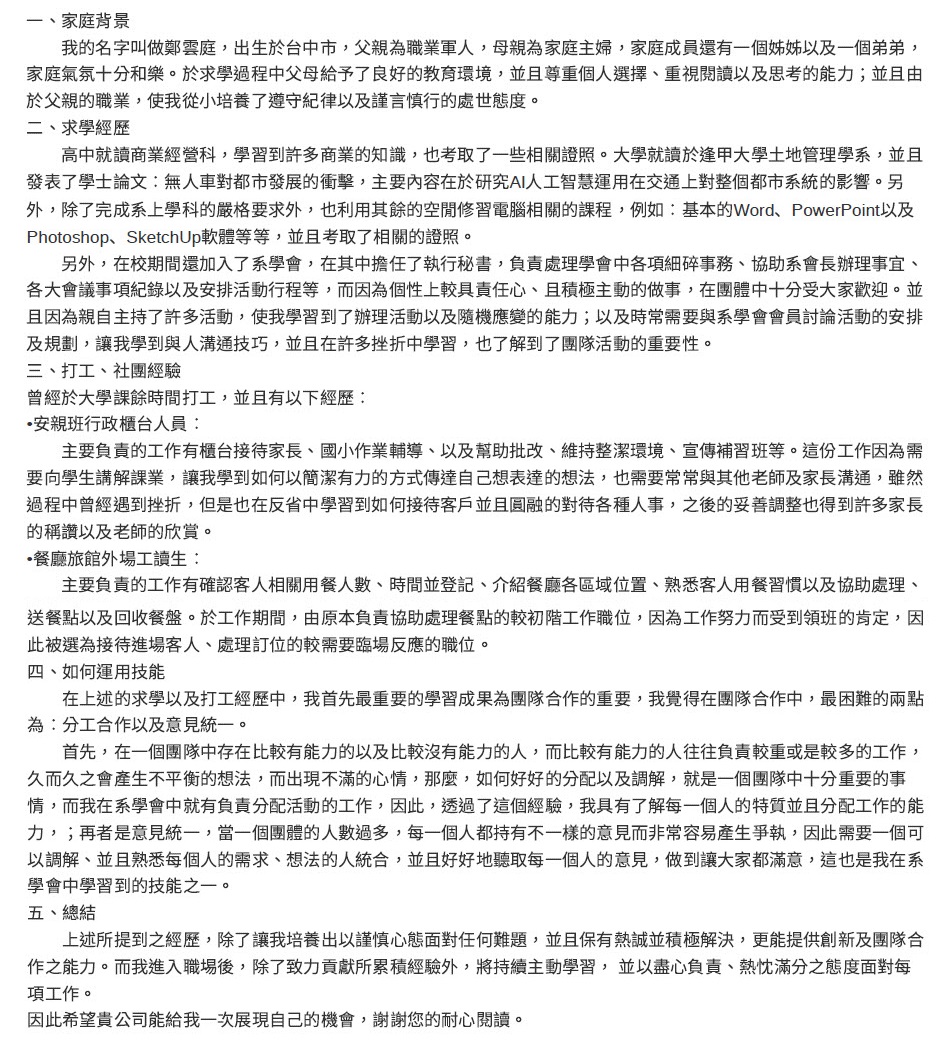 一、家庭背景
我的名字叫做鄭雲庭，出生於台中市，父親為職業軍人，母親為家庭主婦，家庭成員還有一個姊姊以及一個弟弟，
家庭氣氛十分和樂。於求學過程中父母給予了良好的教育環境，並且尊重個人選擇、重視閱讀以及思考的能力；並且由
於父親的職業，使我從小培養了遵守紀律以及謹言慎行的處世態度。
二、求學經歷
高中就讀商業經營科，學習到許多商業的知識，也考取了一些相關證照。大學就讀於逢甲大學土地管理學系，並且
發表了學士論文：無人車對都市發展的衝擊，主要內容在於研究AI人工智慧運用在交通上對整個都市系統的影響。另
外，除了完成系上學科的嚴格要求外，也利用其餘的空閒修習電腦相關的課程，例如：基本的Word、PowerPoint以及
Photoshop、SketchUp軟體等等，並且考取了相關的證照。
另外，在校期間還加入了系學會，在其中擔任了執行秘書，負責處理學會中各項細碎事務、協助系會長辦理事宜、
各大會議事項紀錄以及安排活動行程等，而因為個性上較具責任心、且積極主動的做事，在團體中十分受大家歡迎。並
且因為親自主持了許多活動，使我學習到了辦理活動以及隨機應變的能力；以及時常需要與系學會會員討論活動的安排
及規劃，讓我學到與人溝通技巧，並且在許多挫折中學習，也了解到了團隊活動的重要性。
三、打工、社團經驗
曾經於大學課餘時間打工，並且有以下經歷：
•安親班行政櫃台人員：
主要負責的工作有櫃台接待家長、國小作業輔導、以及幫助批改、維持整潔環境、宣傳補習班等。這份工作因為需
要向學生講解課業，讓我學到如何以簡潔有力的方式傳達自己想表達的想法，也需要常常與其他老師及家長溝通，雖然
過程中曾經遇到挫折，但是也在反省中學習到如何接待客戶並且圓融的對待各種人事，之後的妥善調整也得到許多家長
的稱讚以及老師的欣賞。
•餐廳旅館外場工讀生：
主要負責的工作有確認客人相關用餐人數、時間並登記、介紹餐廳各區域位置、熟悉客人用餐習慣以及協助處理、
送餐點以及回收餐盤。於工作期間，由原本負責協助處理餐點的較初階工作職位，因為工作努力而受到領班的肯定，因
此被選為接待進場客人、處理訂位的較需要臨場反應的職位。
四、如何運用技能
在上述的求學以及打工經歷中，我首先最重要的學習成果為團隊合作的重要，我覺得在團隊合作中，最困難的兩點
為：分工合作以及意見統一。
首先，在一個團隊中存在比較有能力的以及比較沒有能力的人，而比較有能力的人往往負責較重或是較多的工作，
久而久之會產生不平衡的想法，而出現不滿的心情，那麼，如何好好的分配以及調解，就是一個團隊中十分重要的事
情，而我在系學會中就有負責分配活動的工作，因此，透過了這個經驗，我具有了解每一個人的特質並且分配工作的能
力，；再者是意見統一，當一個團體的人數過多，每一個人都持有不一樣的意見而非常容易產生爭執，因此需要一個可
以調解、並且熟悉每個人的需求、想法的人統合，並且好好地聽取每一個人的意見，做到讓大家都滿意，這也是我在系
學會中學習到的技能之一。
五、總結
上述所提到之經歷，除了讓我培養出以謹慎心態面對任何難題，並且保有熱誠並積極解決，更能提供創新及團隊合
作之能力。而我進入職場後，除了致力貢獻所累積經驗外，將持續主動學習， 並以盡心負責、熱忱滿分之態度面對每
項工作。
因此希望貴公司能給我一次展現自己的機會，謝謝您的耐心閱讀。